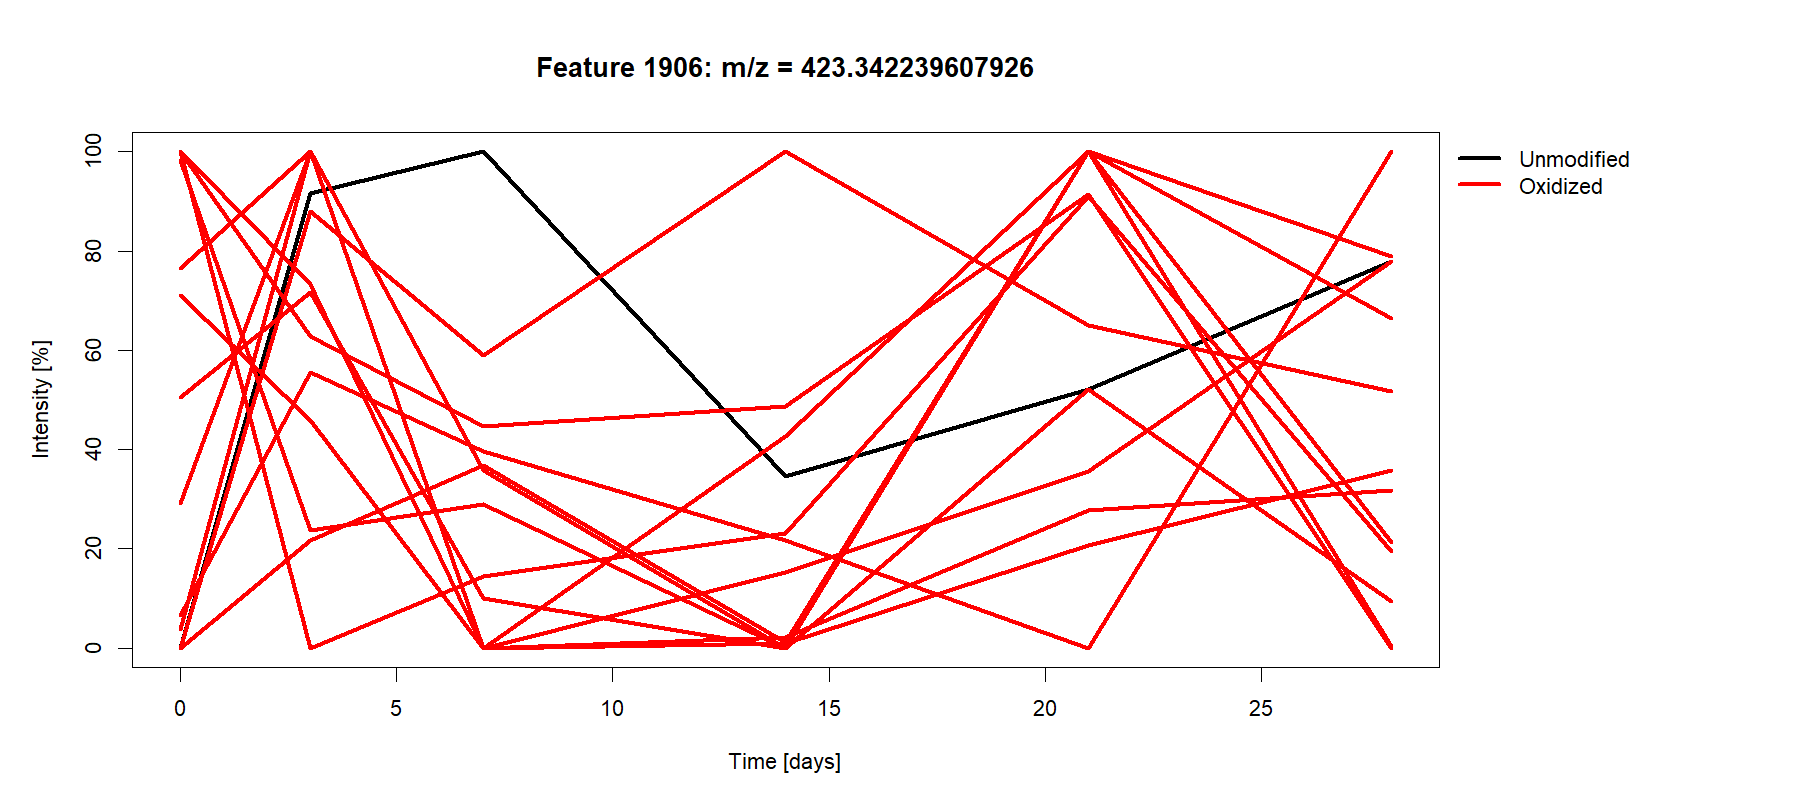 Feature 1906: m/z = 423.342239607926
100
80
60
40
20
0
Intensity [%]
0 5 10 15 20 25
Time [days]
Unmodified
Oxidized